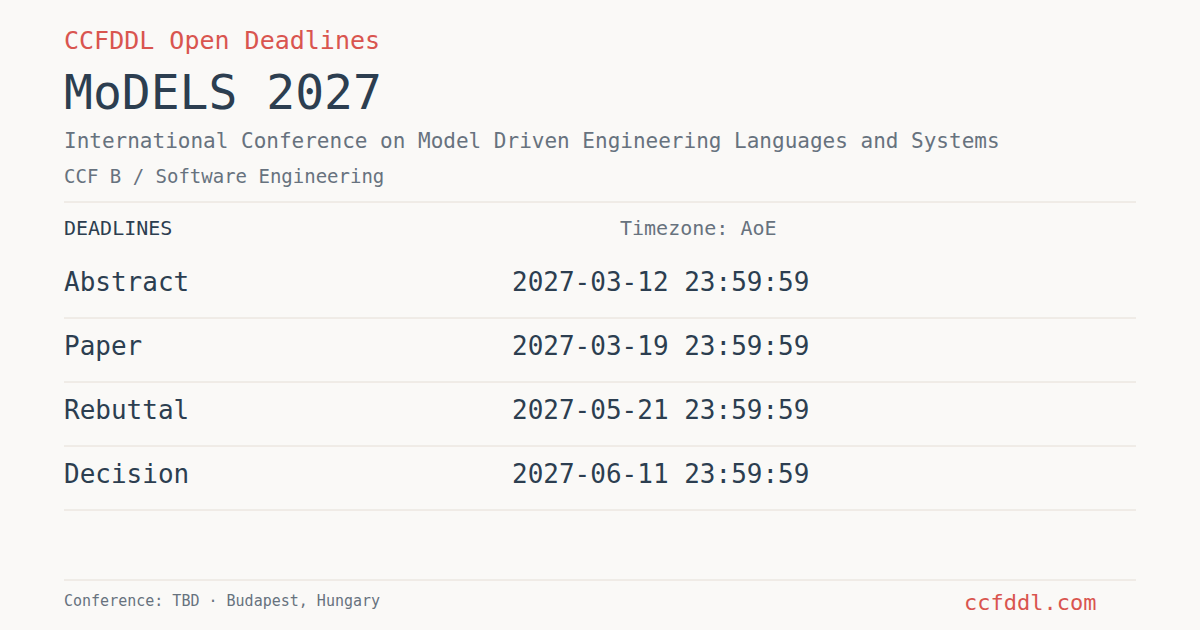 CCFDDL Open Deadlines
MoDELS 2027
International Conference on Model Driven Engineering Languages and Systems
CCF B / Software Engineering
DEADLINES Timezone: AoE
Abstract 2027-03-12 23:59:59
Paper 2027-03-19 23:59:59
Rebuttal 2027-05-21 23:59:59
Decision 2027-06-11 23:59:59
Conference: TBD · Budapest, Hungary ccfddl.com